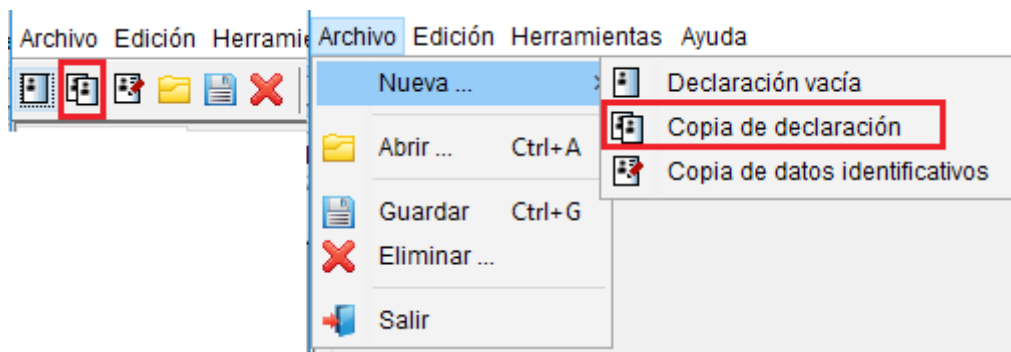 Archivo Edición Herramie
Archivo Edición Herramientas Ayuda
Nueva ...
Declaración vacía
Copia de declaración
Copia de datos identificativos
Abrir ... Ctrl+A
Guardar Ctrl+G
Eliminar ...
Salir